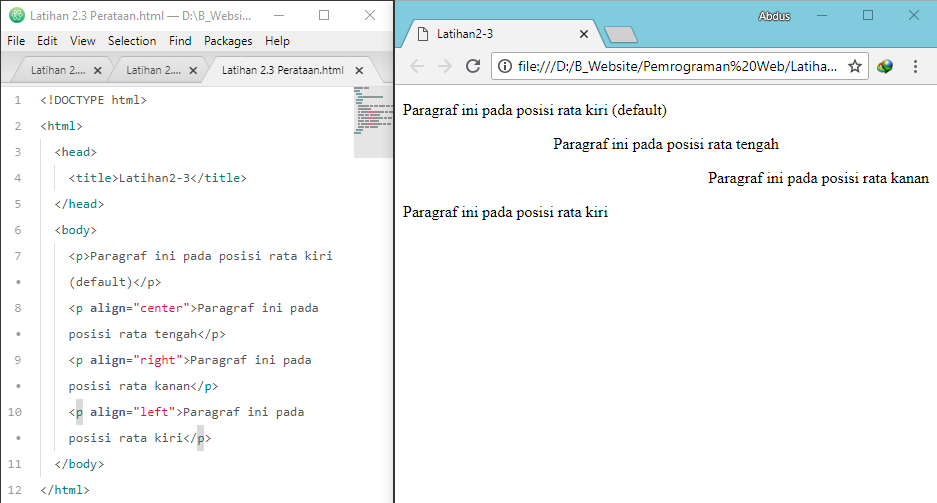 Latihan 2.3 Perataan.html — D:\B_Websi...
File Edit View Selection Find Packages Help
Latihan 2.... Latihan 2.... Latihan 2.3 Perataan.html
1 <!DOCTYPE html>
2 <html>
3 <head>
4 <title>Latihan2-3</title>
5 </head>
6 <body>
7 <p>Paragraf ini pada posisi rata kiri
• (default)</p>
8 <p align="center">Paragraf ini pada
• posisi rata tengah</p>
9 <p align="right">Paragraf ini pada
• posisi rata kanan</p>
10 <p align="left">Paragraf ini pada
• posisi rata kiri</p>
11 </body>
12 </html>
Abdus
Latihan2-3
file:///D:/B_Website/Pemrograman%20Web/Latiha...
Paragraf ini pada posisi rata kiri (default)
Paragraf ini pada posisi rata tengah
Paragraf ini pada posisi rata kanan
Paragraf ini pada posisi rata kiri